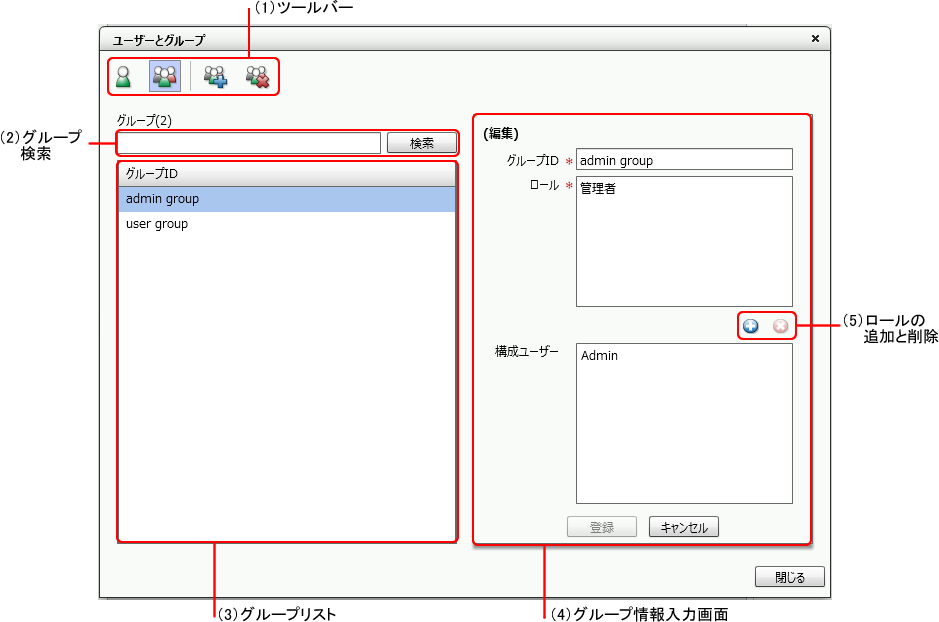 (1)ツールバー
ユーザーとグループ
グループ(2)
(2)グループ
検索
検索
グループID
admin group
user group
(編集)
グループID * admin group
ロール * 管理者
(5)ロールの
追加と削除
構成ユーザー
Admin
登録
キャンセル
閉じる
(3)グループリスト
(4)グループ情報入力画面